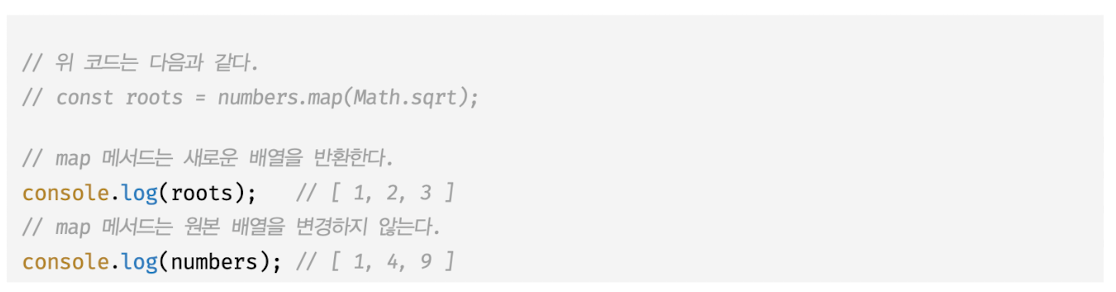 // 위 코드는 다음과 같다.
// const roots = numbers.map(Math.sqrt);
// map 메서드는 새로운 배열을 반환한다.
console.log(roots);   // [ 1, 2, 3 ]
// map 메서드는 원본 배열을 변경하지 않는다.
console.log(numbers); // [ 1, 4, 9 ]